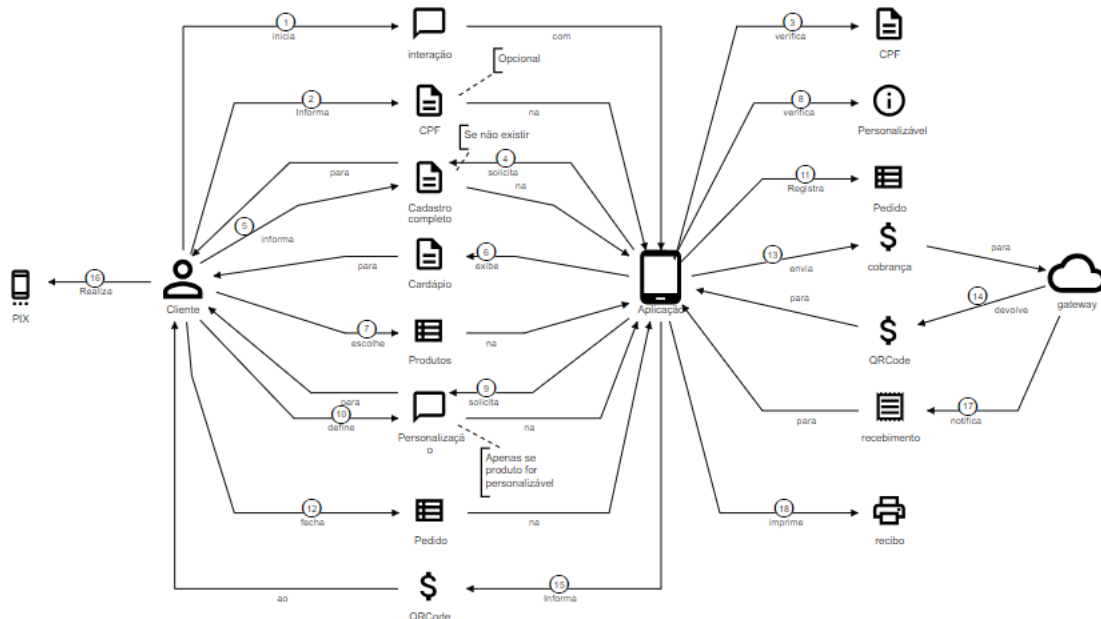 1
inicia
interação
com
3
verifica
CPF
Opcional
2
Informa
CPF
na
8
verifica
Personalizável
Se não existir
para
4
solicita
Cadastro
completo
na
11
Registra
Pedido
5
informa
6
exibe
para
Cardápio
13
envia
cobrança
para
16
Realiza
PIX
Cliente
Aplicação
para
14
devolve
gateway
7
escolhe
Produtos
na
QRCode
9
solicita
para
10
define
Personalizaçã
o
na
para
recebimento
17
notifica
Apenas se
produto for
personalizável
12
fecha
Pedido
na
18
imprime
recibo
15
Informa
ao
QRCode